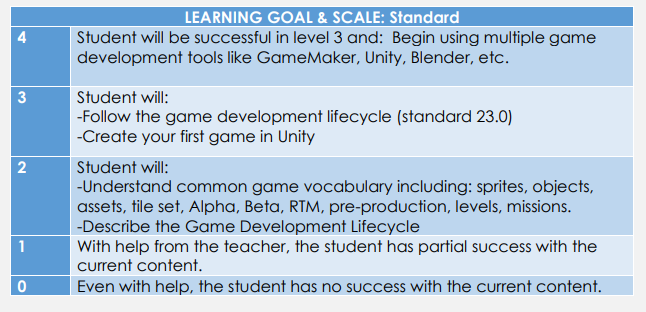 LEARNING GOAL & SCALE: Standard
4
Student will be successful in level 3 and:  Begin using multiple game
development tools like GameMaker, Unity, Blender, etc.
3
Student will:
-Follow the game development lifecycle (standard 23.0)
-Create your first game in Unity
2
Student will:
-Understand common game vocabulary including: sprites, objects,
assets, tile set, Alpha, Beta, RTM, pre-production, levels, missions.
-Describe the Game Development Lifecycle
1
With help from the teacher, the student has partial success with the
current content.
0
Even with help, the student has no success with the current content.